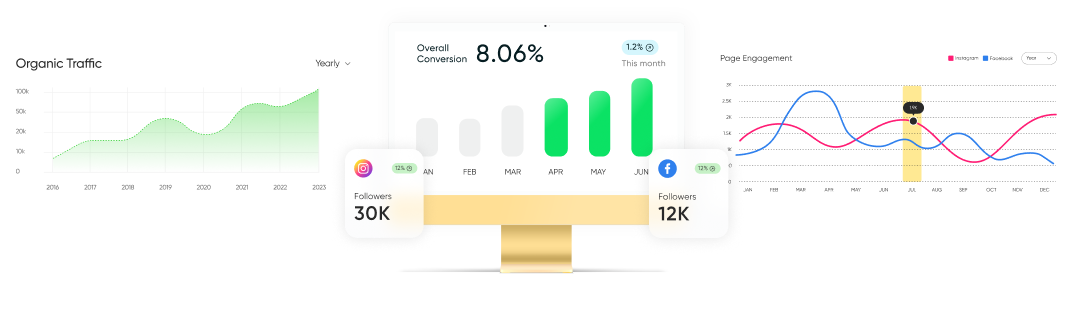 Organic Traffic
Yearly
100k
50k
20k
10k
0
2016 2017 2018 2019 2020 2021 2022 2023
Overall
Conversion
8.06%
1.2%
This month
AN FEB MAR APR MAY JUN
12%
Followers
30K
12%
Followers
12K
Page Engagement
Instagram Facebook Year
3K
2.5K
2K
1.5K
1K
0
0
JAN FEB MAR APR MAY JUN JUL AUG SEP OCT NOV DEC
1.9K